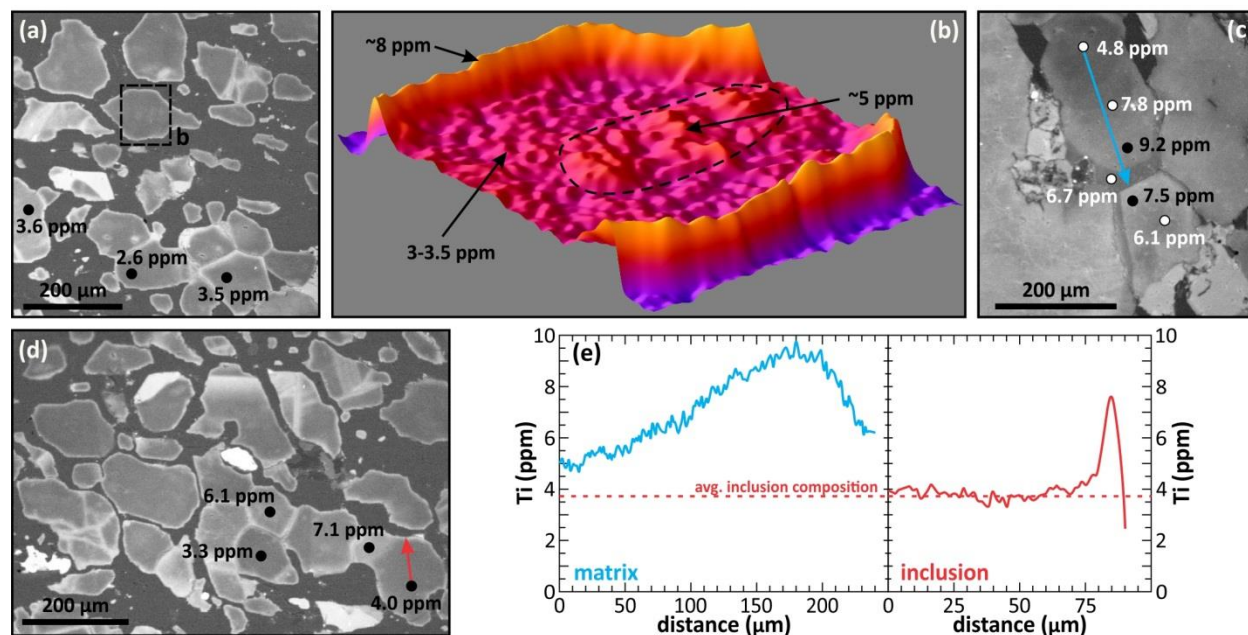 (a)
b
3.6 ppm
2.6 ppm
3.5 ppm
200 µm
(b)
~8 ppm
~5 ppm
3-3.5 ppm
(c)
4.8 ppm
7.8 ppm
9.2 ppm
6.7 ppm
7.5 ppm
6.1 ppm
200 µm
(d)
6.1 ppm
7.1 ppm
3.3 ppm
4.0 ppm
200 µm
(e)
Ti (ppm)
10
8
6
4
2
0
avg. inclusion composition
matrix
0 50 100 150 200
distance (µm)
inclusion
0 25 50 75
distance (µm)
10
8
6
4
2
0
Ti (ppm)